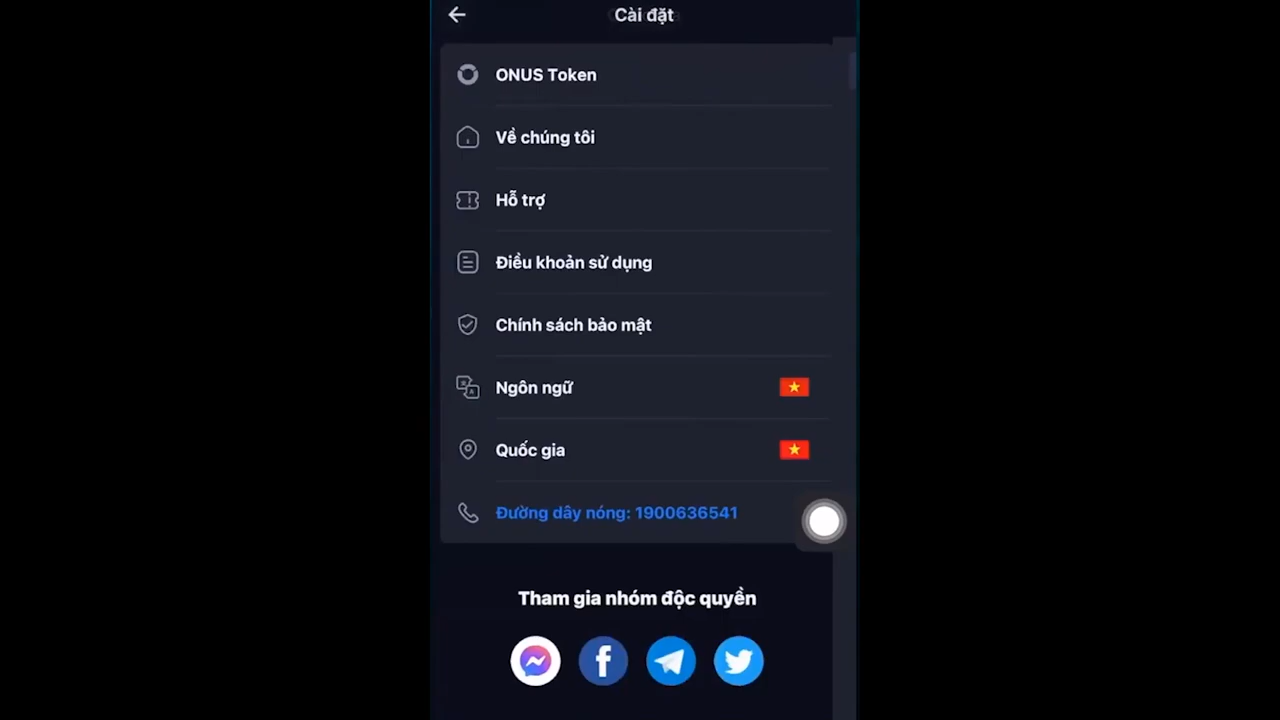 Cài đặt
ONUS Token
Về chúng tôi
Hỗ trợ
Điều khoản sử dụng
Chính sách bảo mật
Ngôn ngữ
Quốc gia
Đường dây nóng: 1900636541
Tham gia nhóm độc quyền